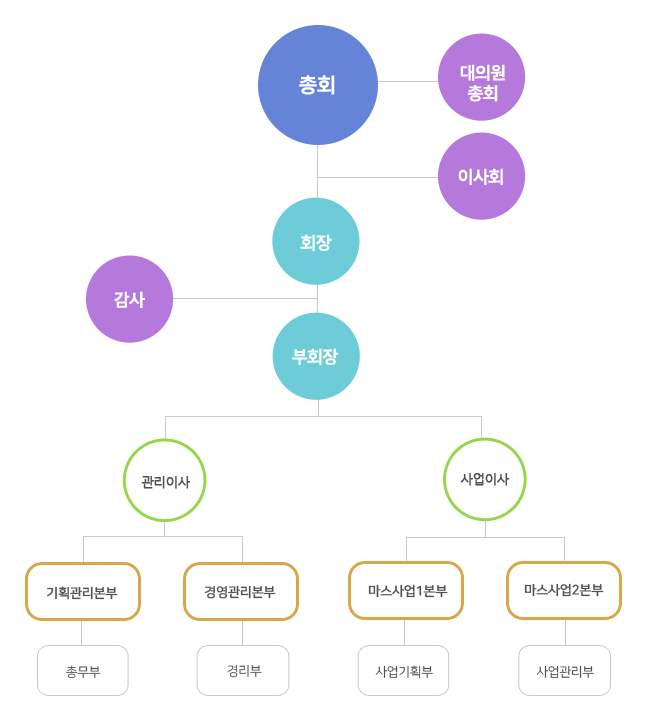 총회
대의원
총회
이사회
회장
감사
부회장
관리이사
사업이사
기획관리본부
경영관리본부
마스사업1본부
마스사업2본부
총무부
경리부
사업기획부
사업관리부